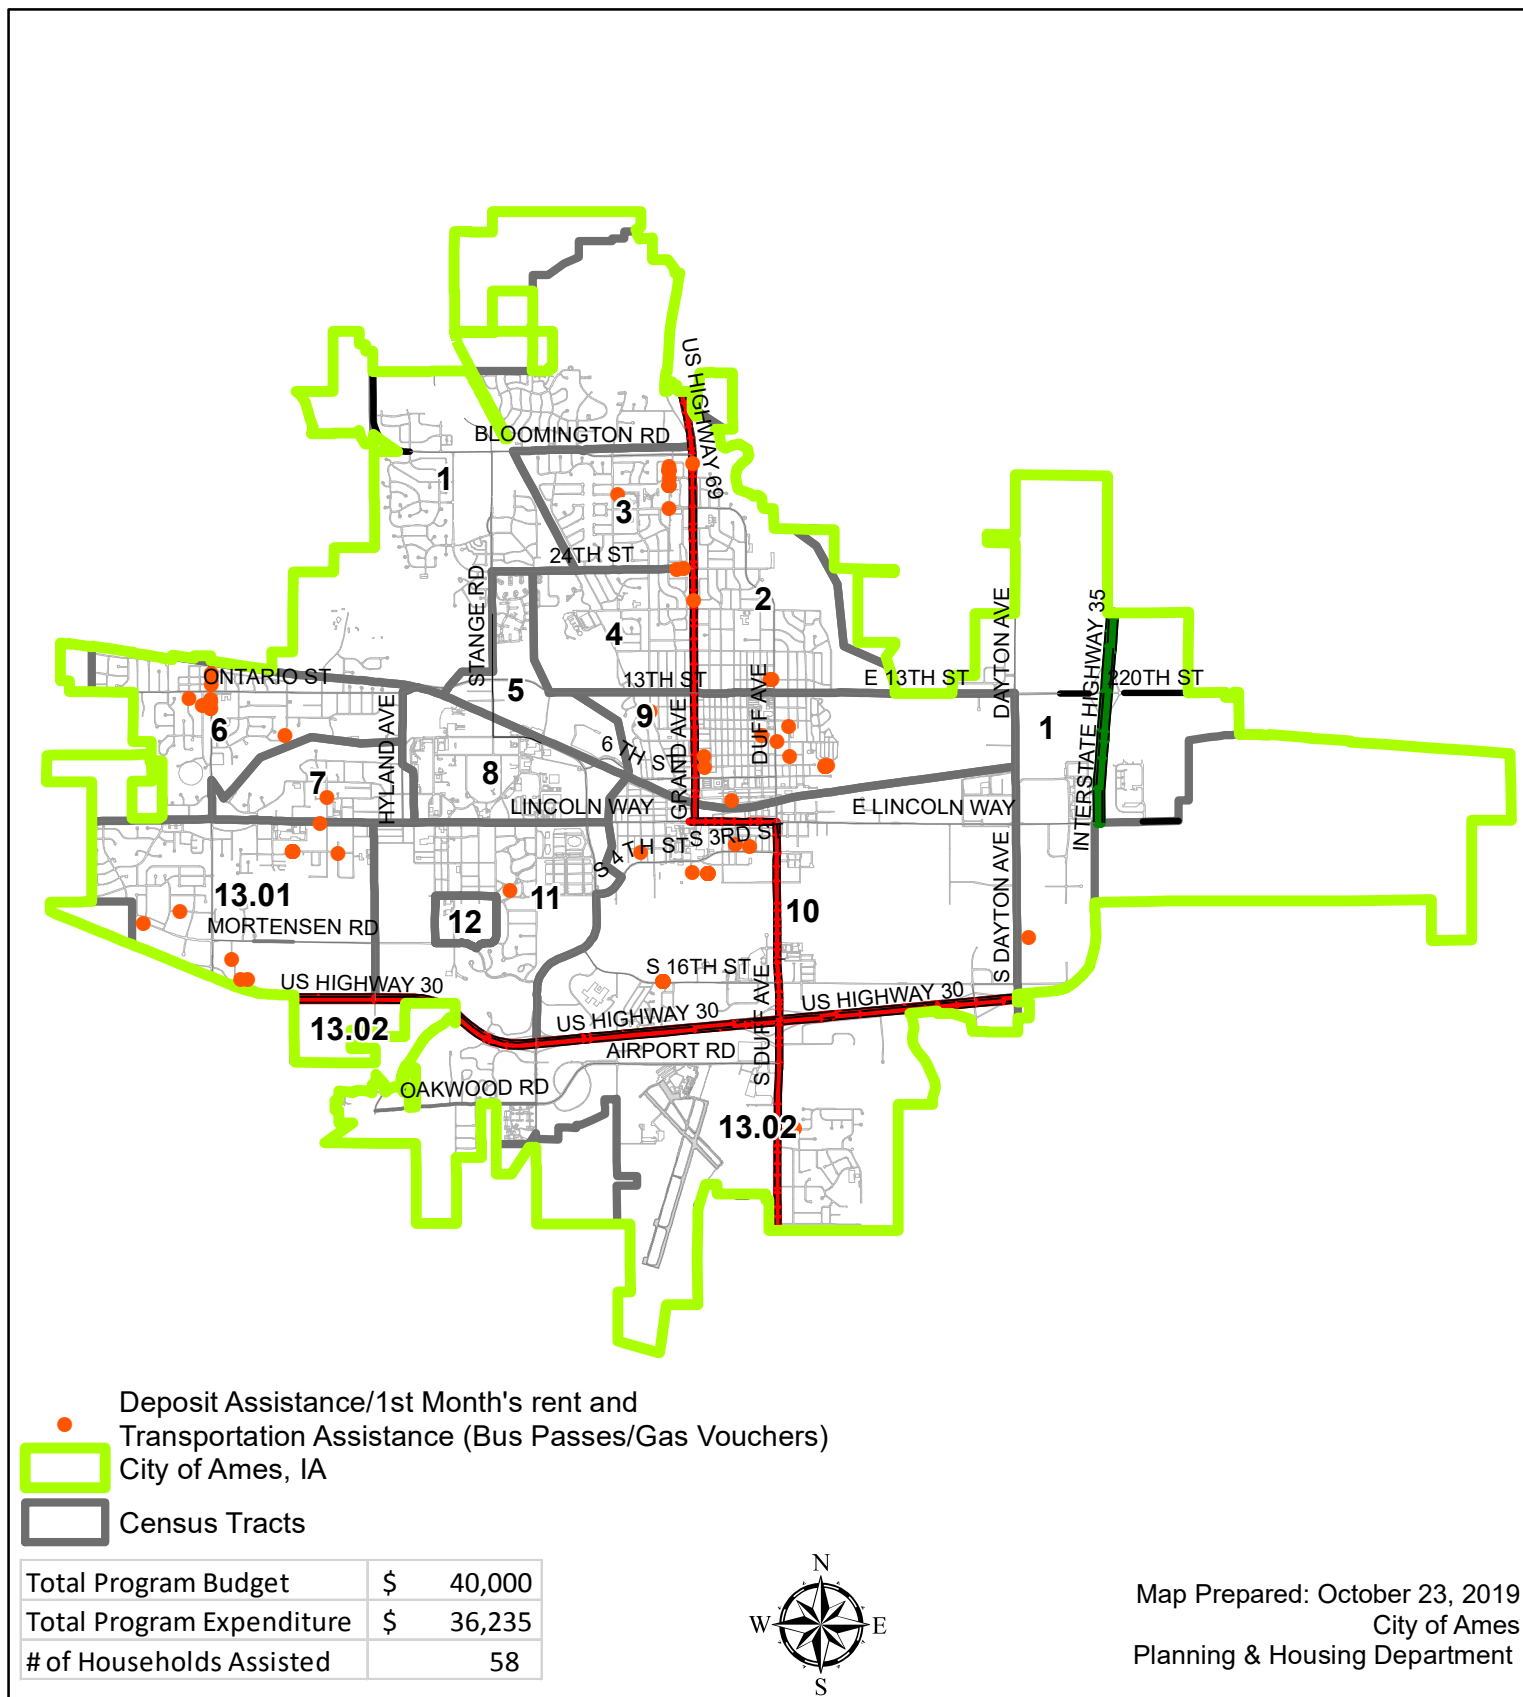 US HIGHWAY 69
BLOOMINGTON RD
1
3
24TH ST
STANGE RD
2
4
DAYTON AVE
INTERSTATE HIGHWAY 35
ONTARIO ST
13TH ST
E 13TH ST
220TH ST
5
HYLAND AVE
9
GRAND AVE
DUFF AVE
6
1
6 TH ST
7
8
LINCOLN WAY
E LINCOLN WAY
S 4 TH ST
S 3RD ST
S DAYTON AVE
13.01
11
12
10
MORTENSEN RD
S 16TH ST
S DUFF AVE
US HIGHWAY 30
US HIGHWAY 30
US HIGHWAY 30
13.02
AIRPORT RD
OAKWOOD RD
13.02
Deposit Assistance/1st Month's rent and
Transportation Assistance (Bus Passes/Gas Vouchers)
City of Ames, IA
Census Tracts
Total Program Budget $ 40,000
Total Program Expenditure $ 36,235
# of Households Assisted 58
N
W E
S
Map Prepared: October 23, 2019
City of Ames
Planning & Housing Department